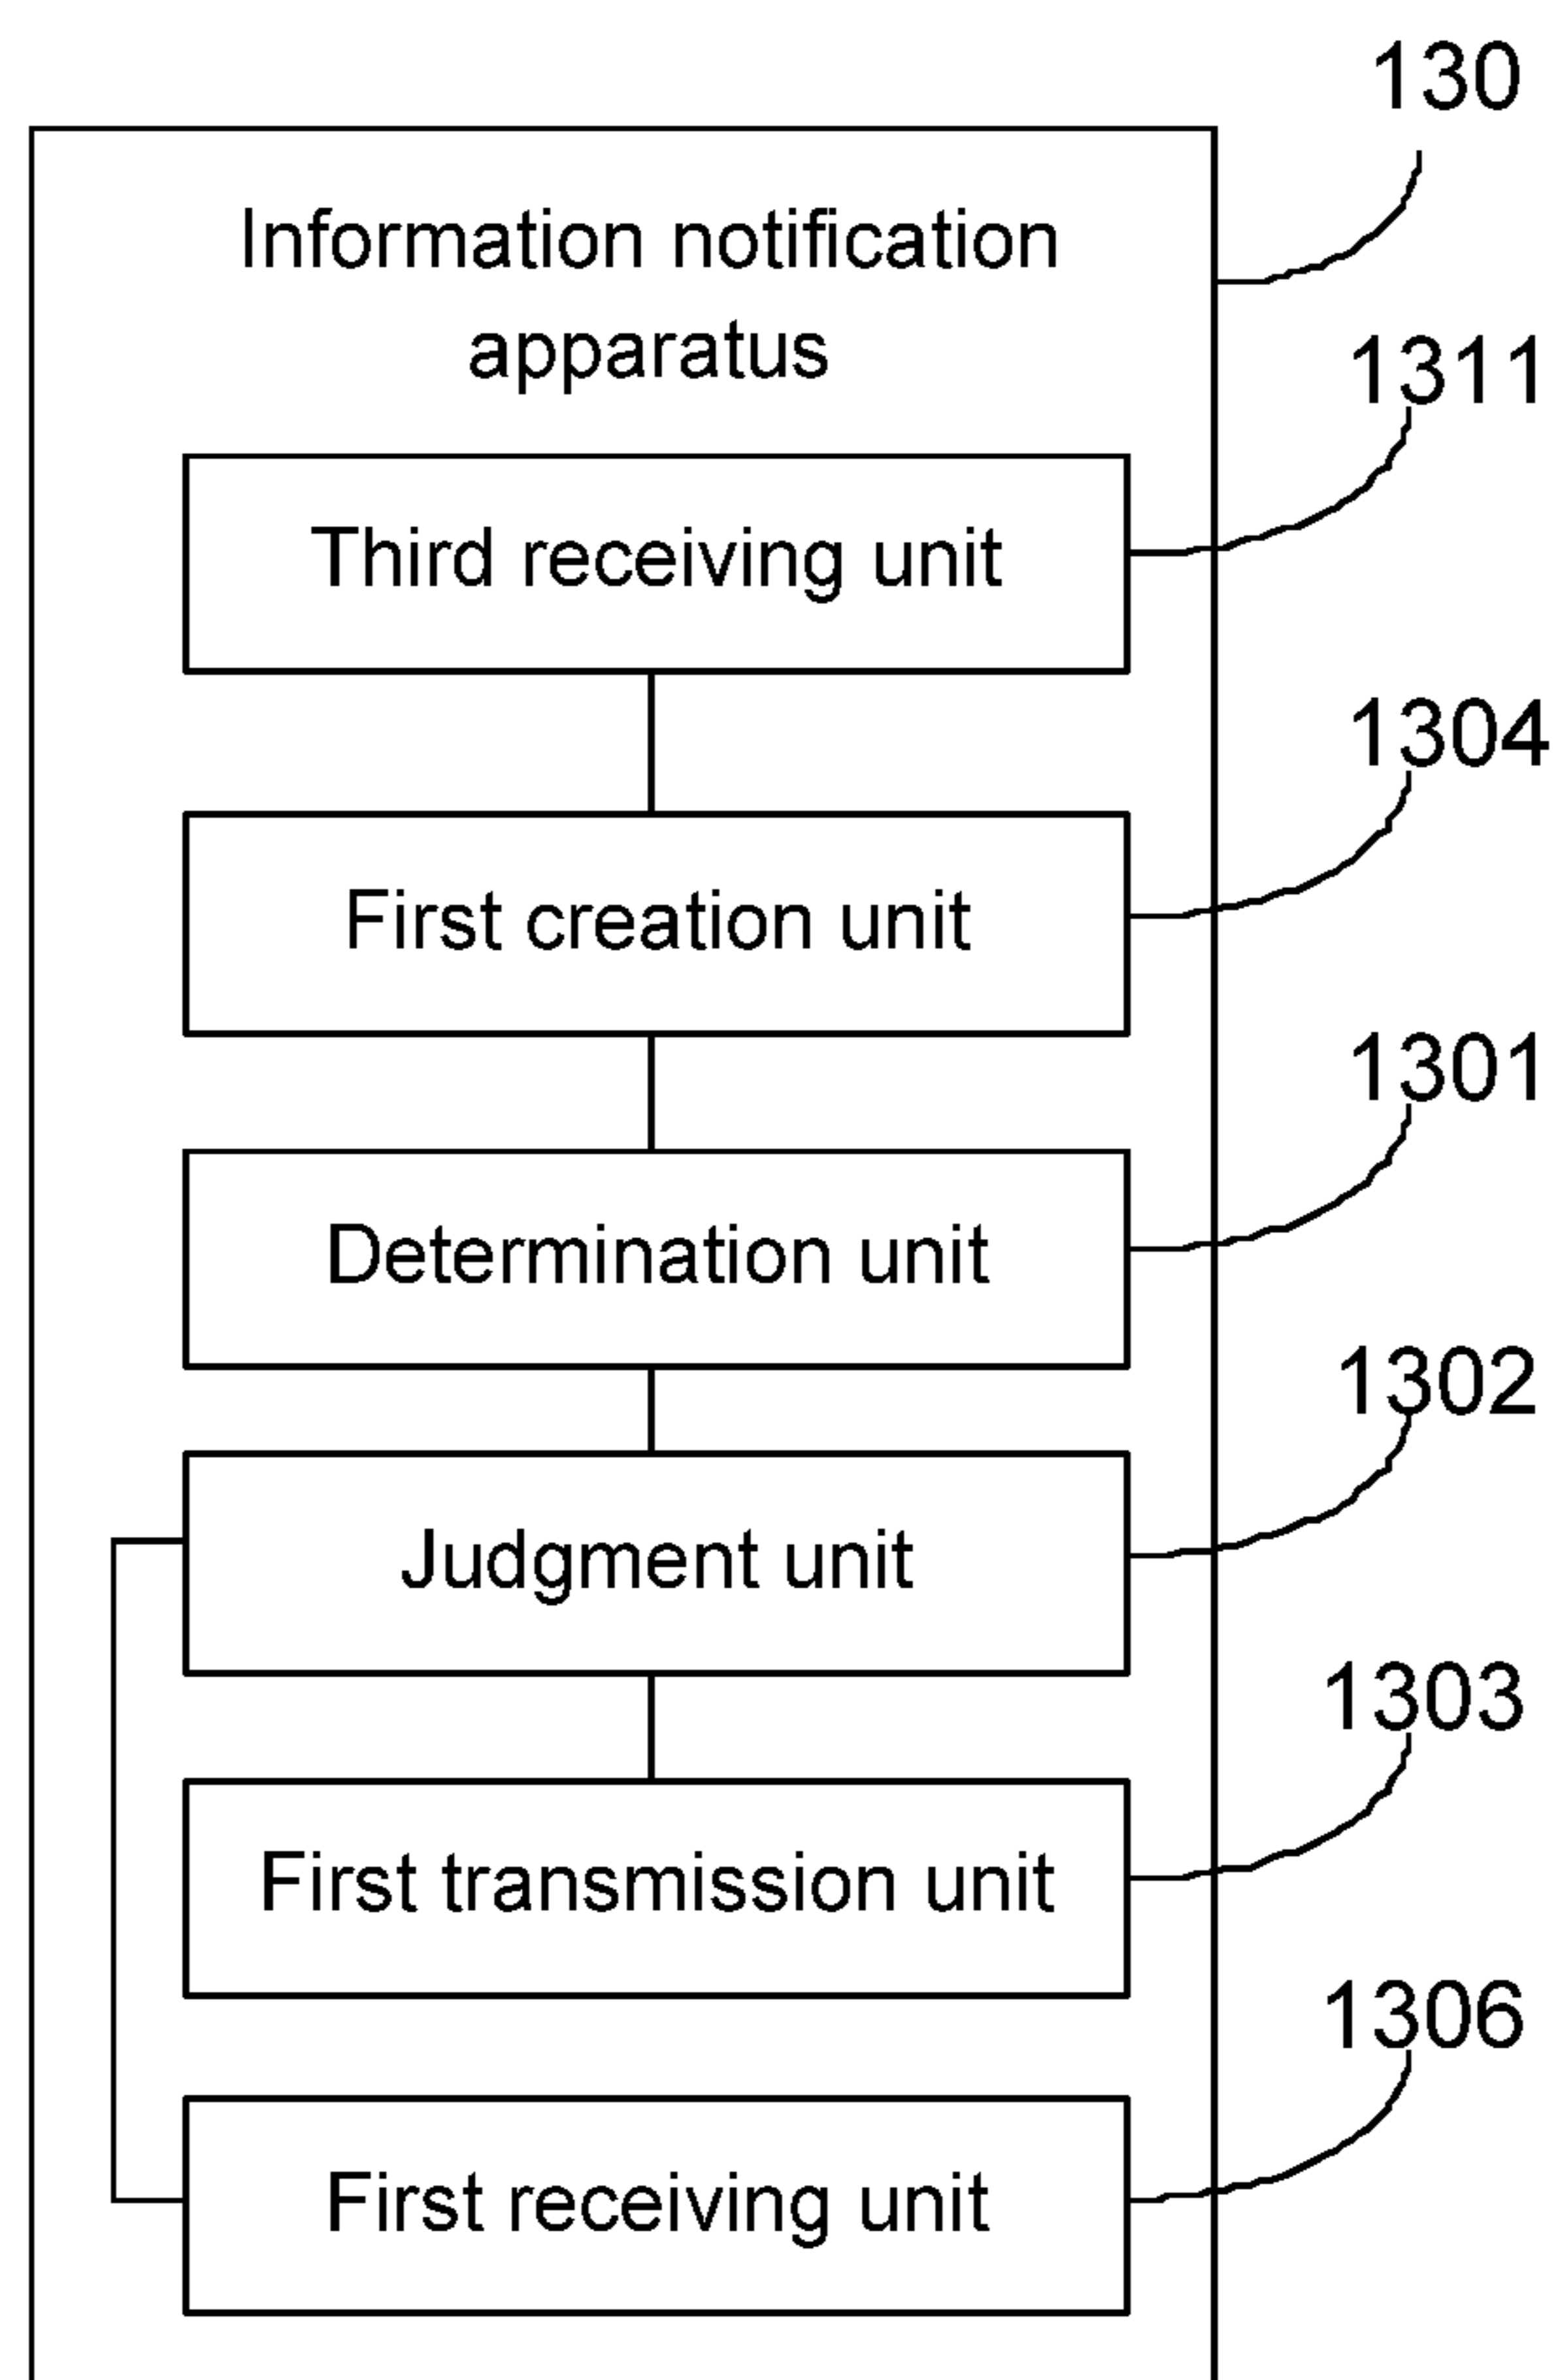 130
Information notification
apparatus
1311
Third receiving unit
1304
First creation unit
1301
Determination unit
1302
Judgment unit
1303
First transmission unit
1306
First receiving unit